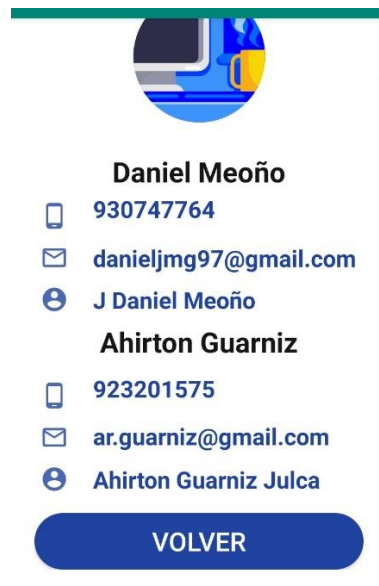 Daniel Meoño
930747764
danieljmg97@gmail.com
J Daniel Meoño
Ahirton Guarniz
923201575
ar.guarniz@gmail.com
Ahirton Guarniz Julca
VOLVER